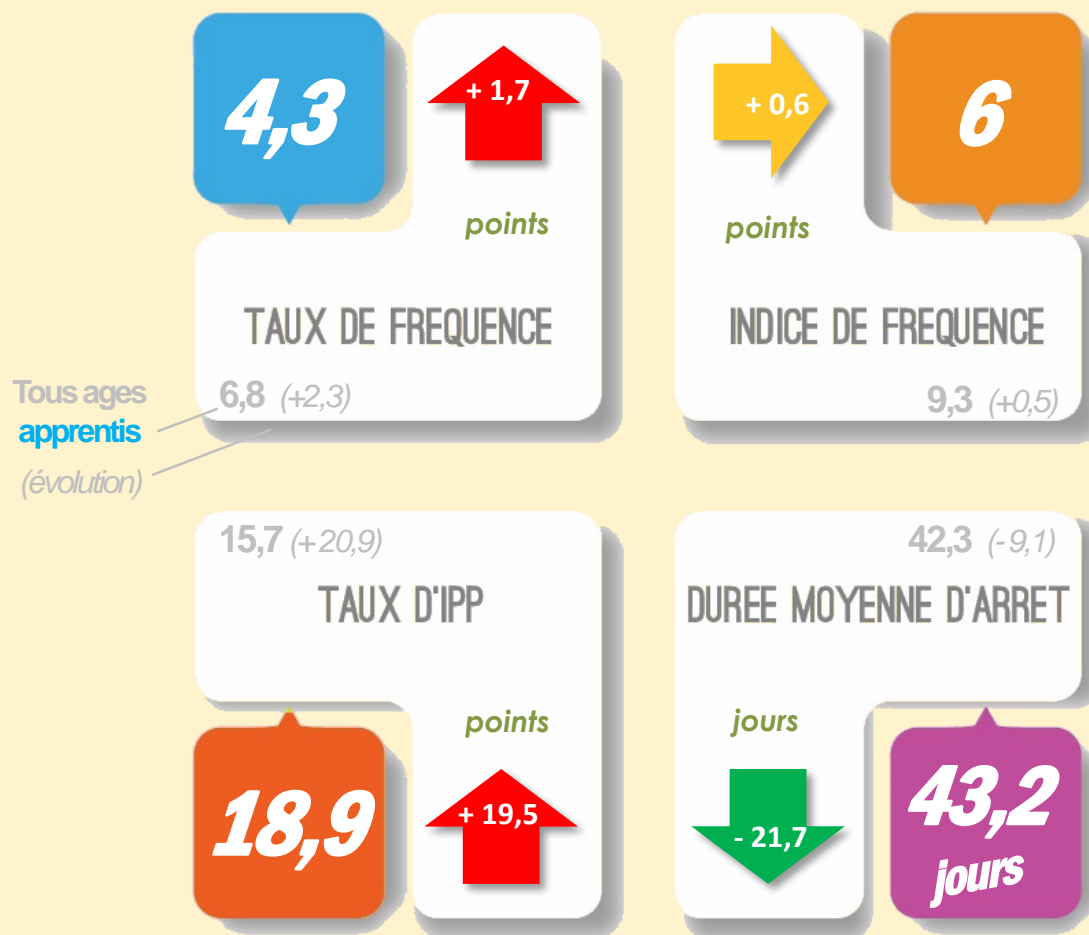 4,3
+ 1,7
points
TAUX DE FREQUENCE
6,8 (+2,3)
+ 0,6
6
points
INDICE DE FREQUENCE
9,3 (+0,5)
Tous ages
apprentis
(évolution)
15,7 (+20,9)
TAUX D'IPP
points
18,9
+ 19,5
42,3 (-9,1)
DUREE MOYENNE D'ARRET
jours
- 21,7
43,2
jours